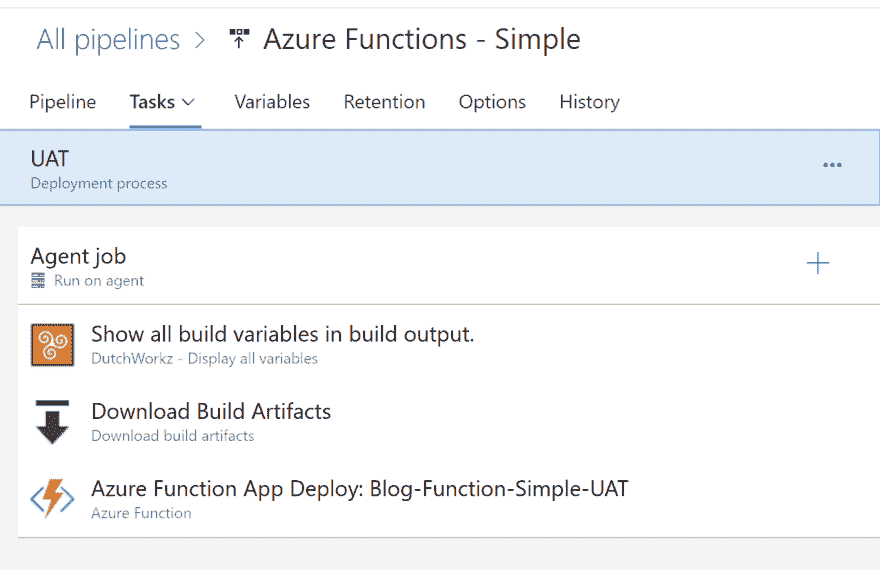 All pipelines > Azure Functions - Simple
Pipeline Tasks Variables Retention Options History
UAT
Deployment process
Agent job
Run on agent
Show all build variables in build output.
DutchWorkz - Display all variables
Download Build Artifacts
Download build artifacts
Azure Function App Deploy: Blog-Function-Simple-UAT
Azure Function